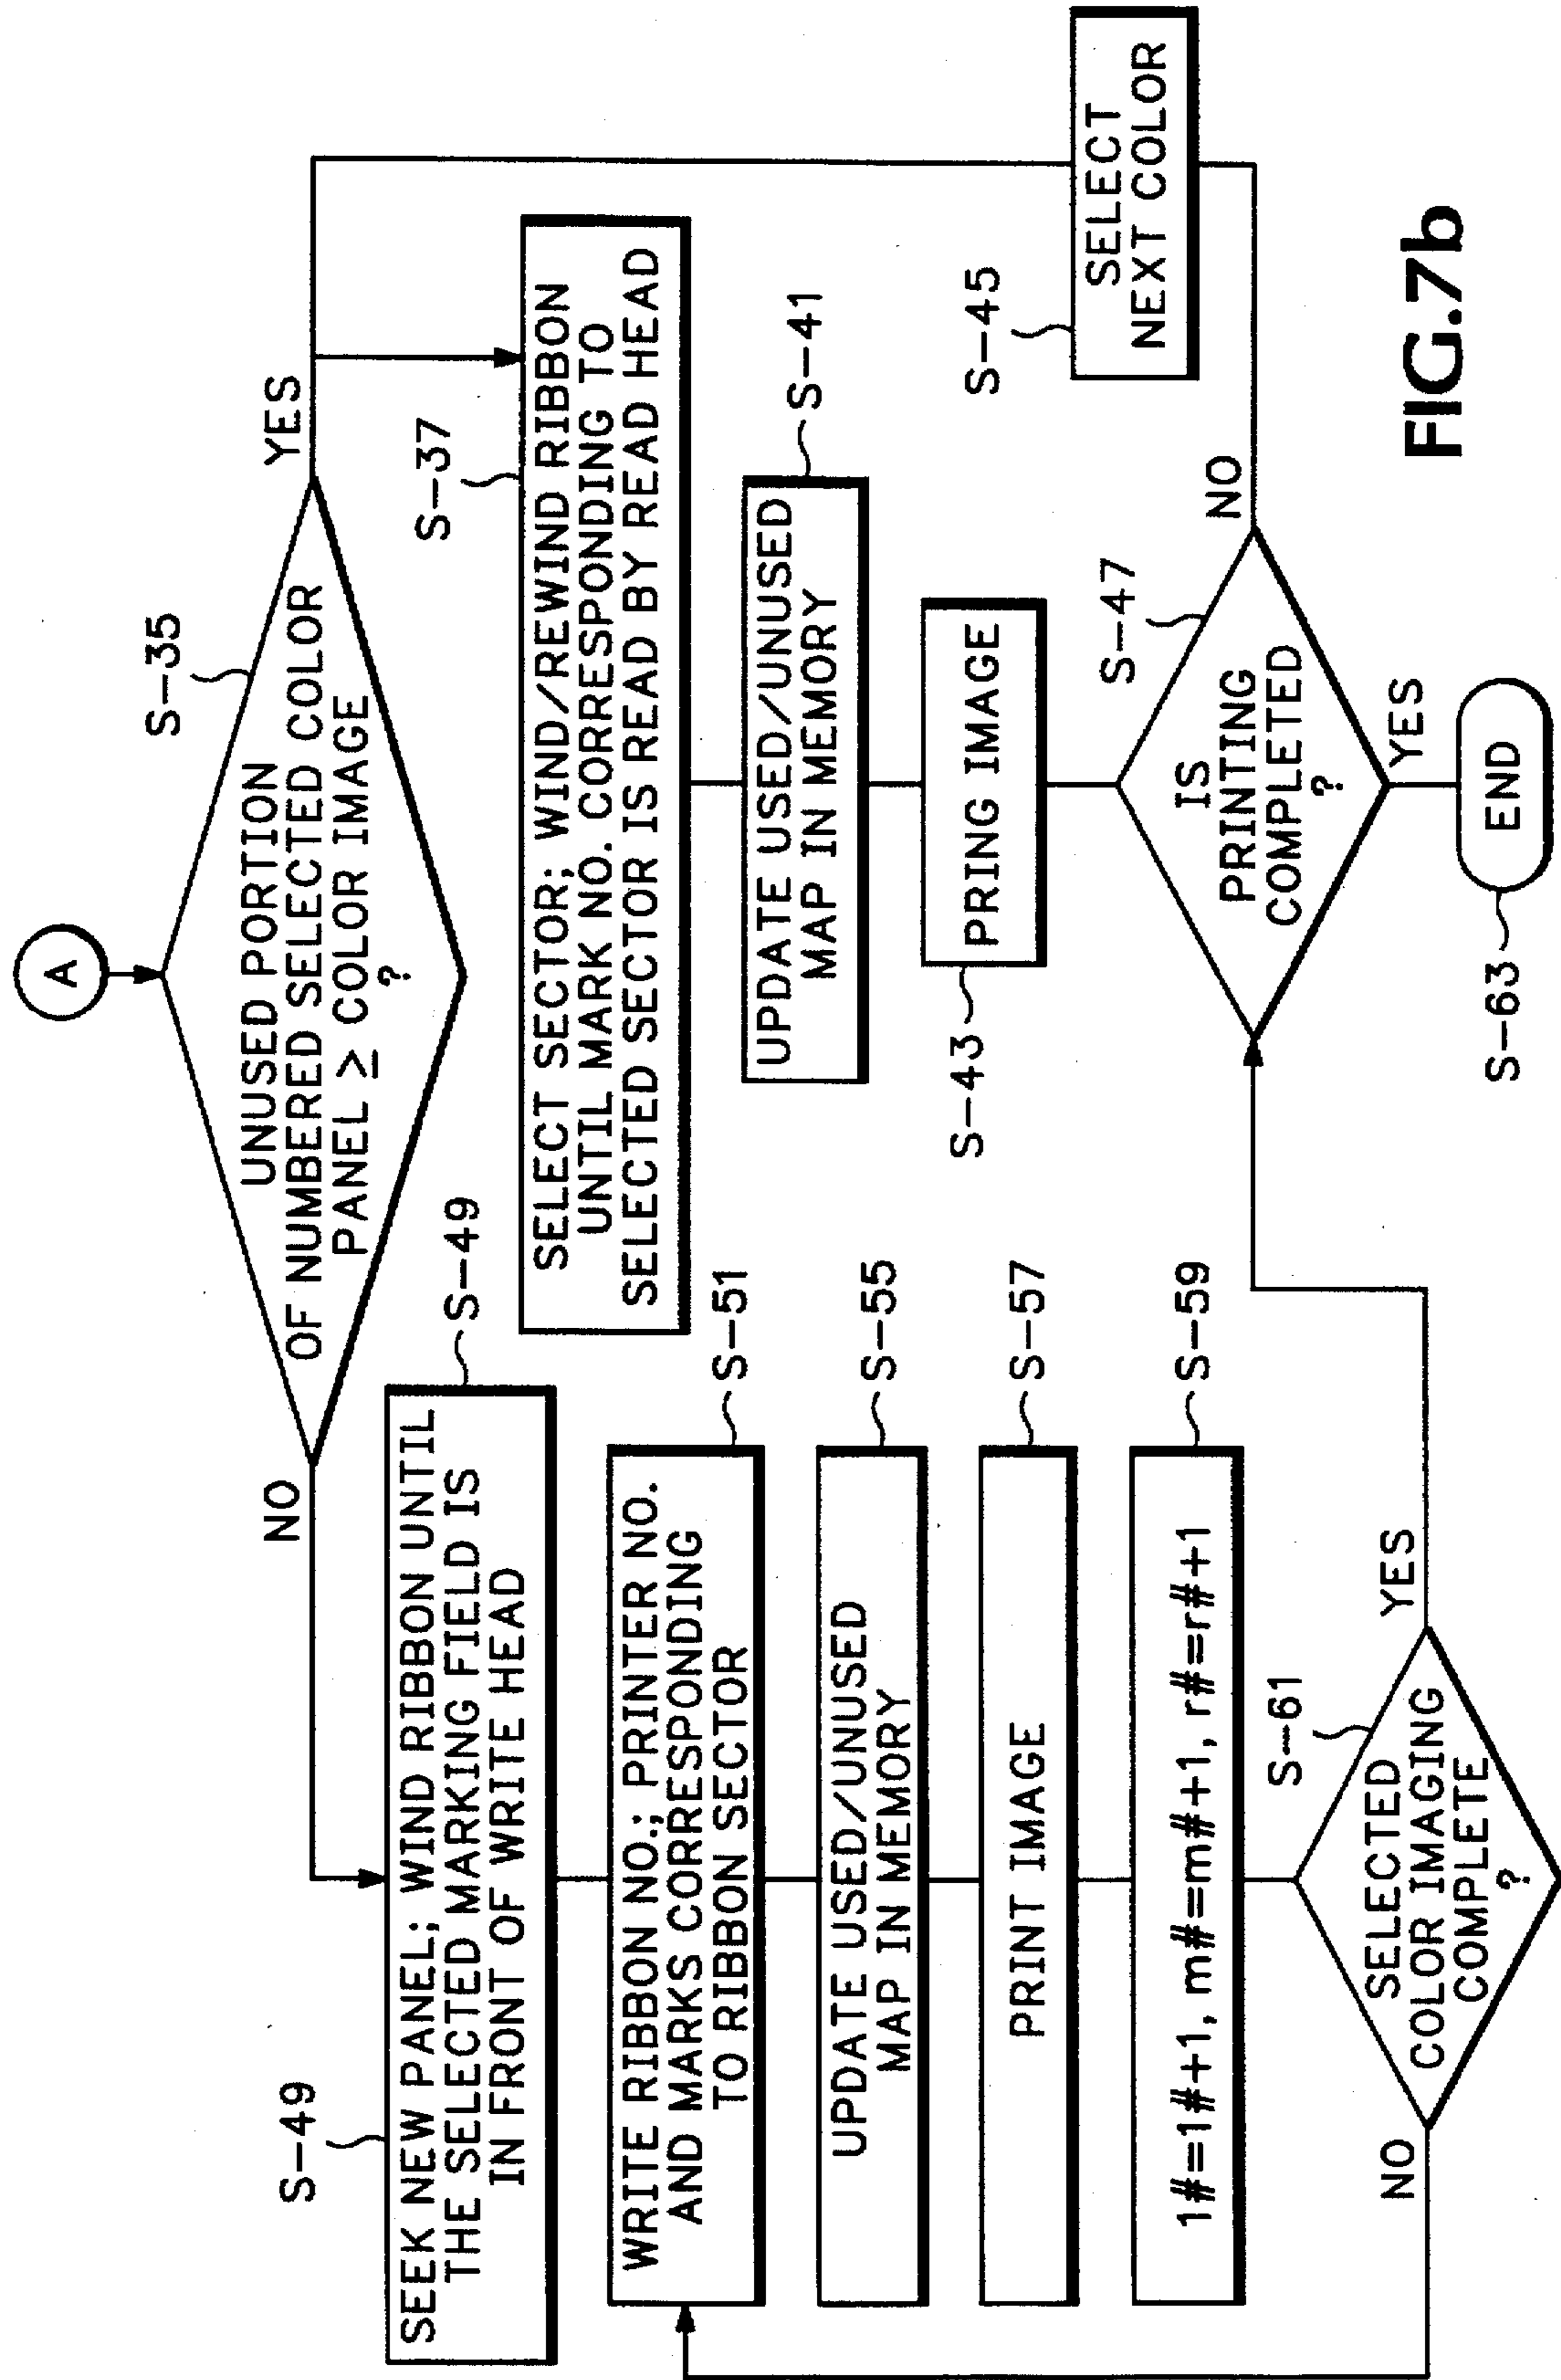 A
S-35
UNUSED PORTION
OF NUMBERED SELECTED COLOR
PANEL ≥ COLOR IMAGE
?
NO
YES
S-49
S-49
SEEK NEW PANEL; WIND RIBBON UNTIL
THE SELECTED MARKING FIELD IS
IN FRONT OF WRITE HEAD
S-37
SELECT SECTOR; WIND/REWIND RIBBON
UNTIL MARK NO. CORRESPONDING TO
SELECTED SECTOR IS READ BY READ HEAD
S-51
WRITE RIBBON NO.; PRINTER NO.
AND MARKS CORRESPONDING
TO RIBBON SECTOR
S-41
UPDATE USED/UNUSED
MAP IN MEMORY
S-55
UPDATE USED/UNUSED
MAP IN MEMORY
S-43
PRING IMAGE
S-57
PRINT IMAGE
S-45
SELECT
NEXT COLOR
S-59
1#=1#+1, m#=m#+1, r#=r#+1
S-47
IS
PRINTING
COMPLETED
?
NO
YES
S-61
SELECTED
COLOR IMAGING
COMPLETE
?
NO
YES
S-63
END
FIG.7b